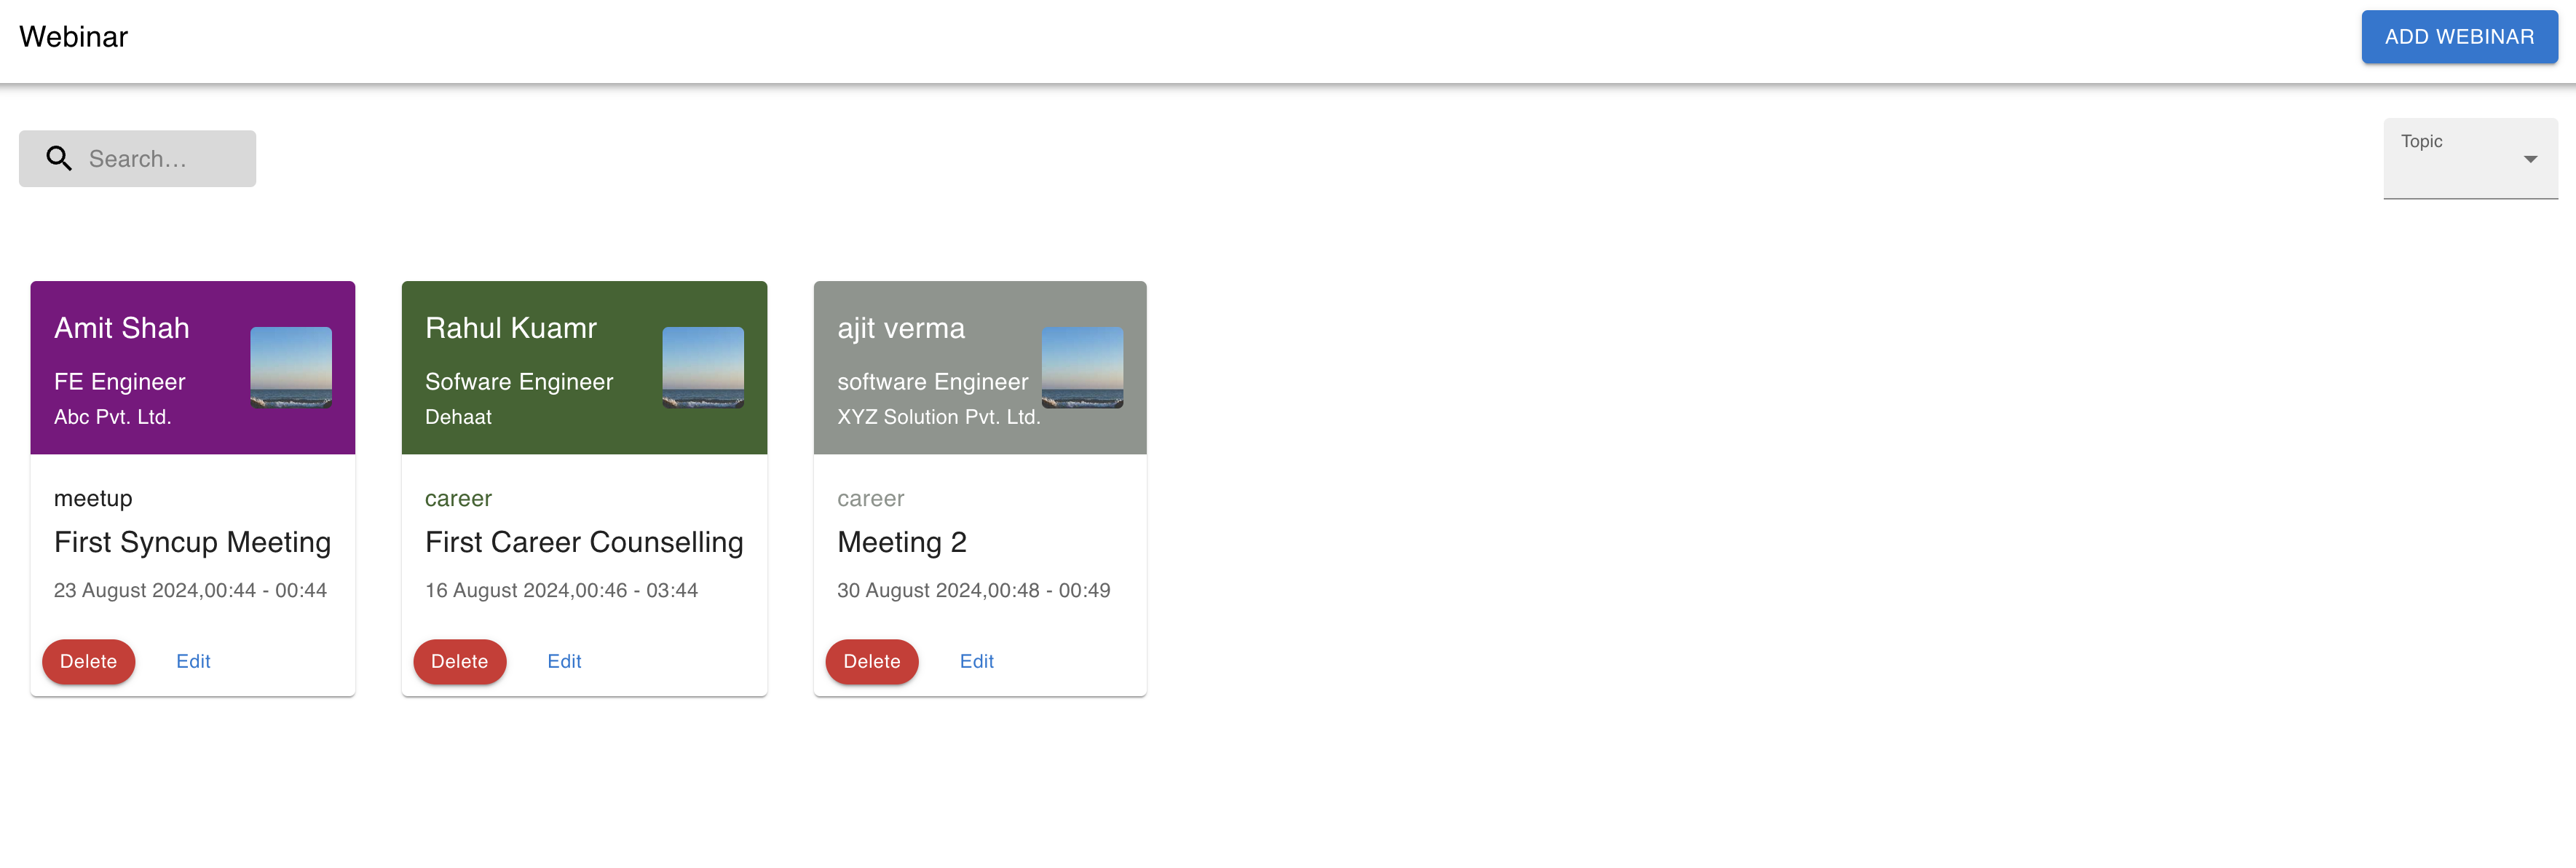 Webinar
ADD WEBINAR
Search...
Topic
Amit Shah
FE Engineer
Abc Pvt. Ltd.
meetup
First Syncup Meeting
23 August 2024,00:44 - 00:44
Delete
Edit
Rahul Kuamr
Sofware Engineer
Dehaat
career
First Career Counselling
16 August 2024,00:46 - 03:44
Delete
Edit
ajit verma
software Engineer
XYZ Solution Pvt. Ltd.
career
Meeting 2
30 August 2024,00:48 - 00:49
Delete
Edit